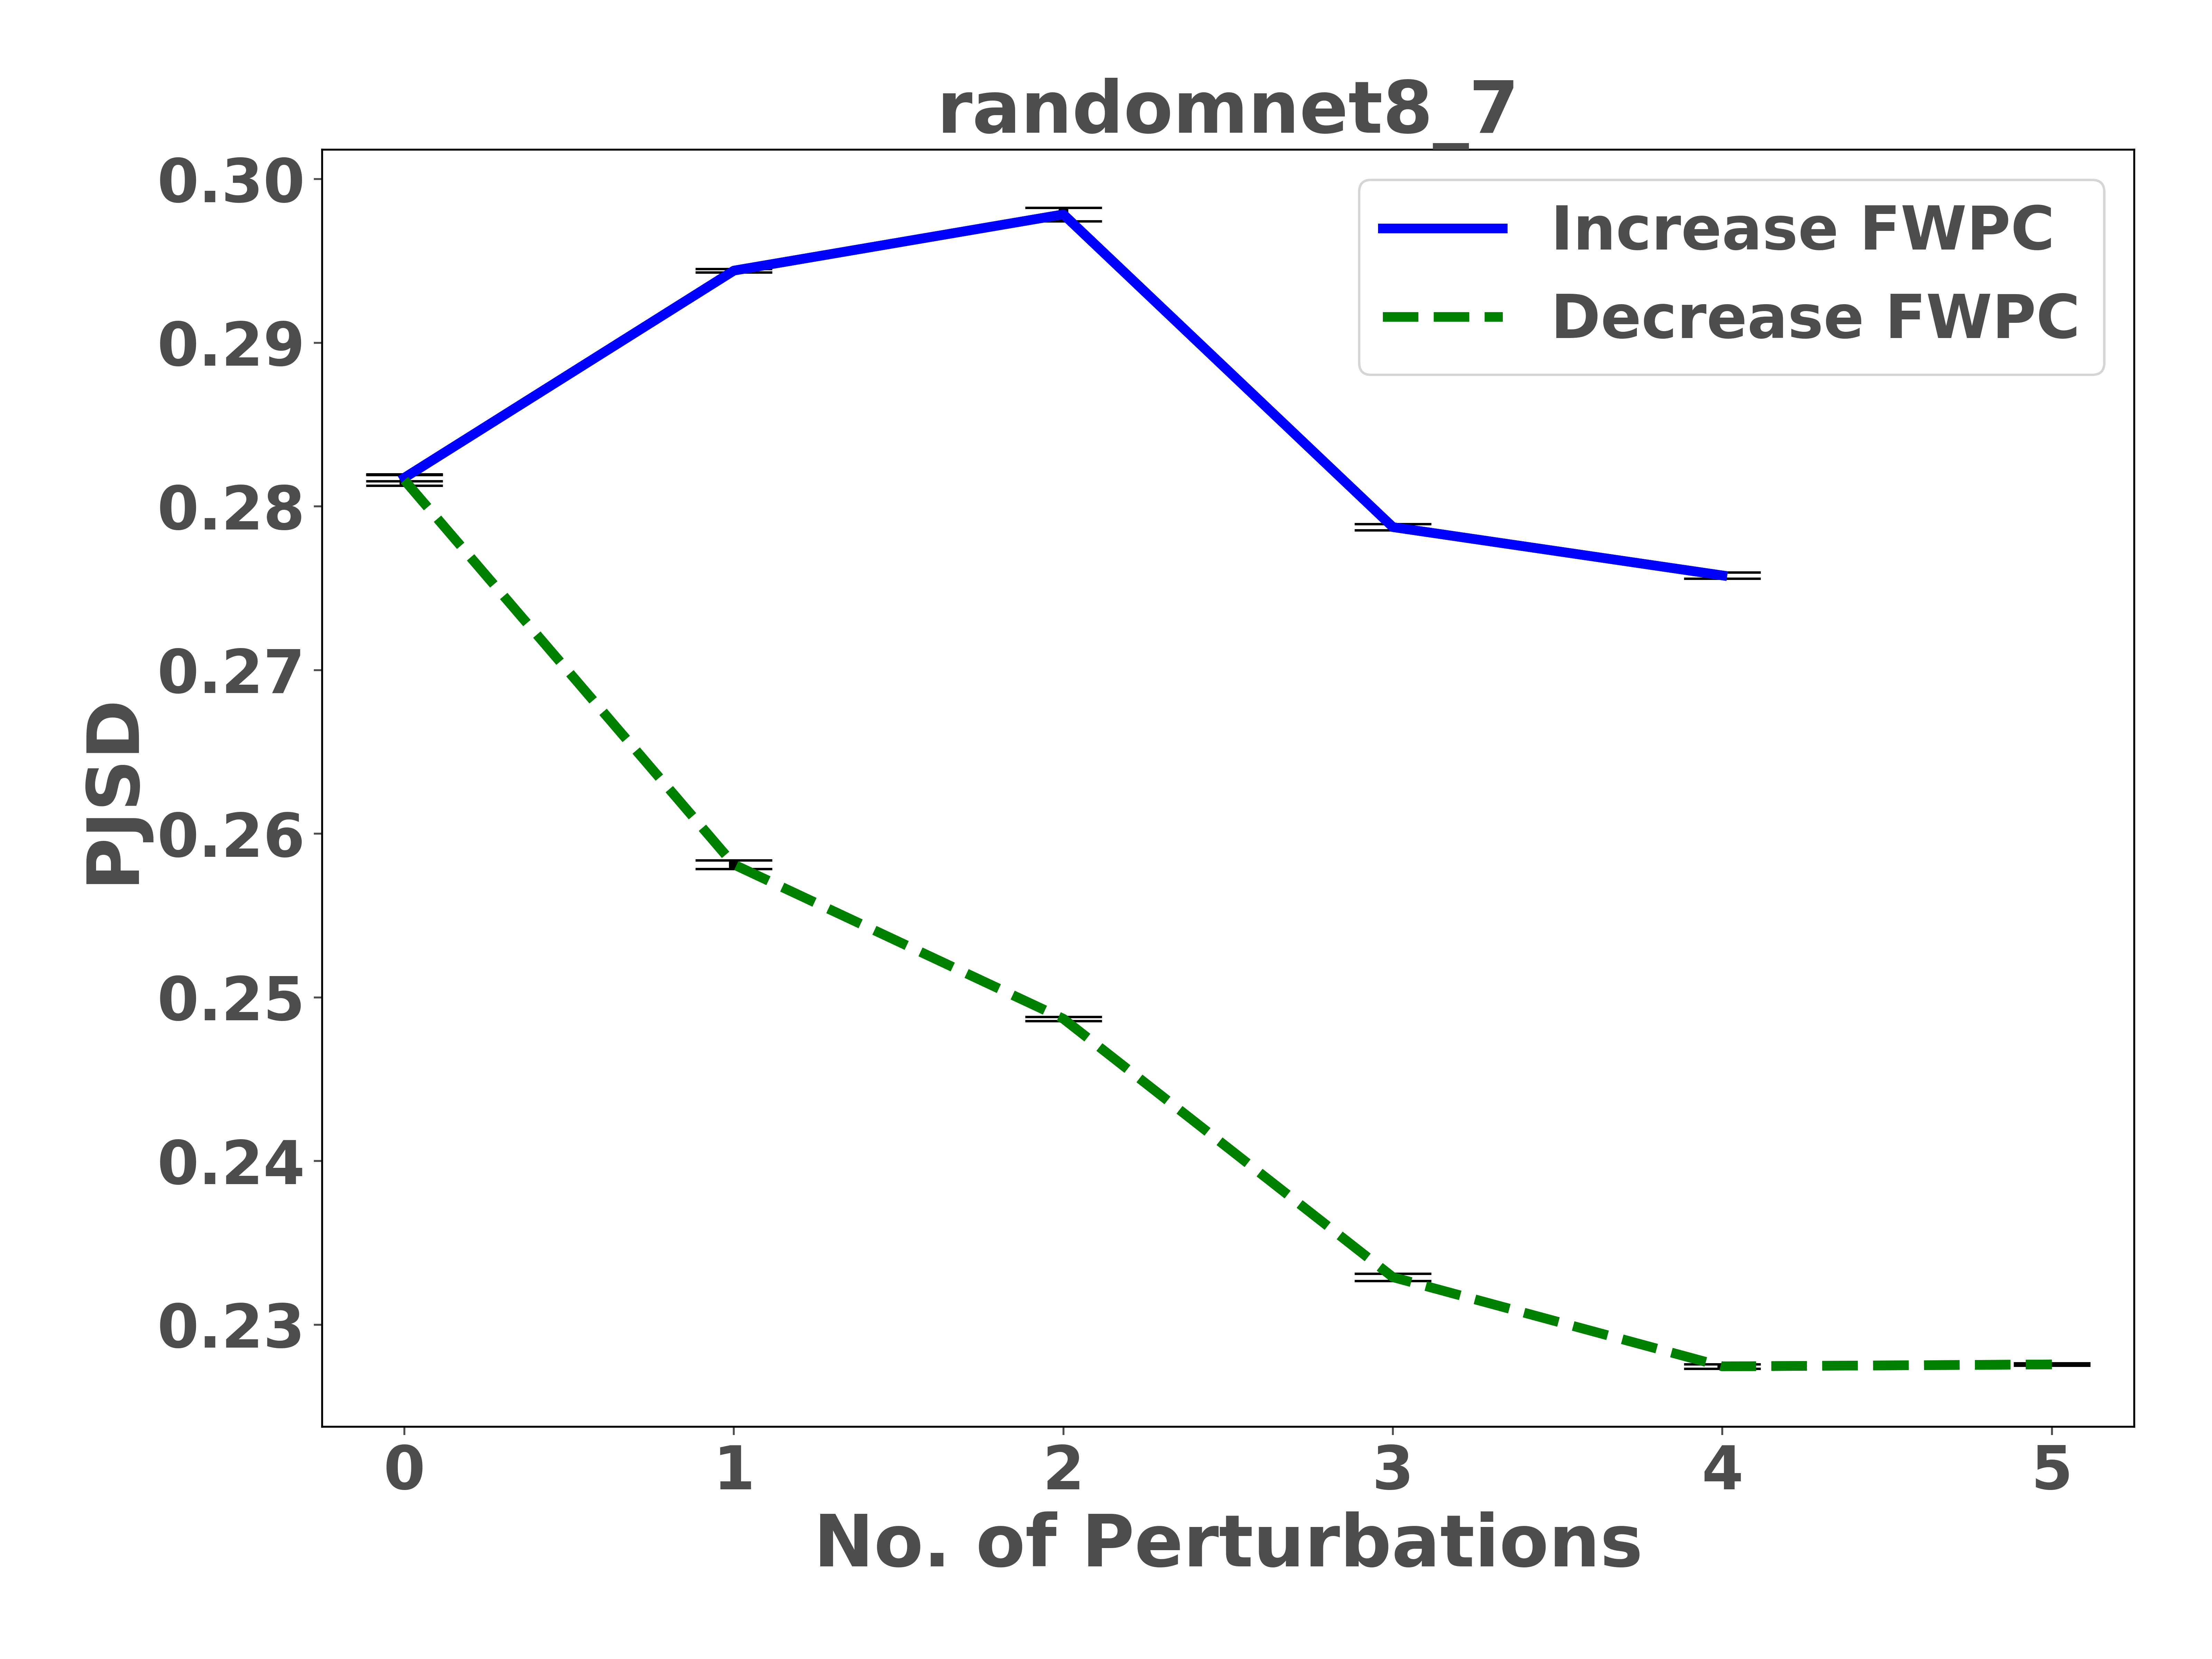 randomnet8_7
0.30
0.29
0.28
0.27
0.26
0.25
0.24
0.23
PJSD
Increase FWPC
Decrease FWPC
0 1 2 3 4 5
No. of Perturbations